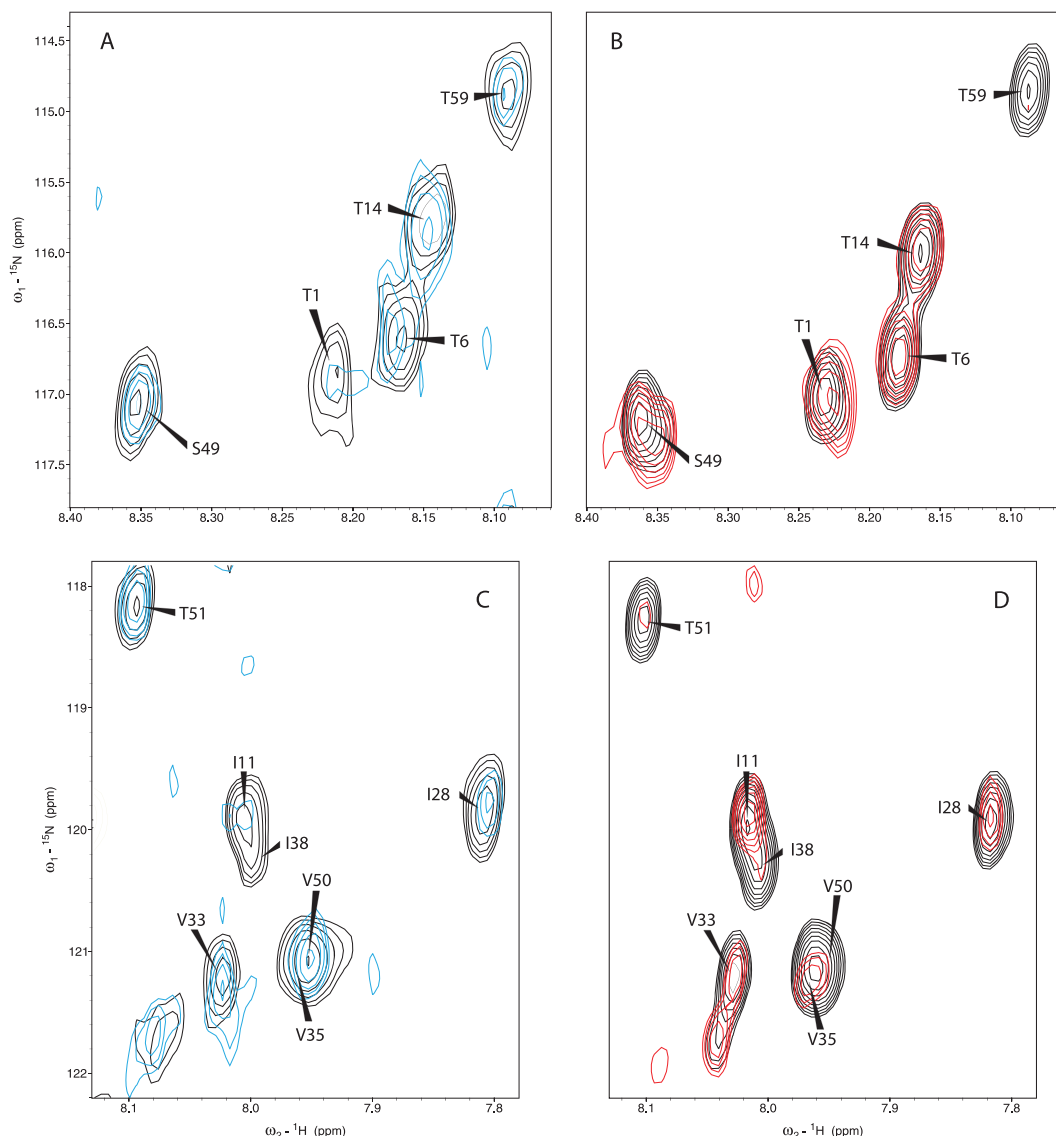 A
B
114.5
T59
T59
115.0
115.5
T14
T14
ω1 - 15N (ppm)
116.0
T1
T1
116.5
T6
T6
117.0
S49
S49
117.5
8.40 8.35 8.30 8.25 8.20 8.15 8.10
8.40 8.35 8.30 8.25 8.20 8.15 8.10
118
C
D
T51
T51
119
I11
I11
I28
I28
ω1 - 15N (ppm)
120
I38
I38
V50
V50
V33
V33
121
V35
V35
122
8.1 8.0 7.9 7.8
8.1 8.0 7.9 7.8
ω2 - 1H (ppm)
ω2 - 1H (ppm)